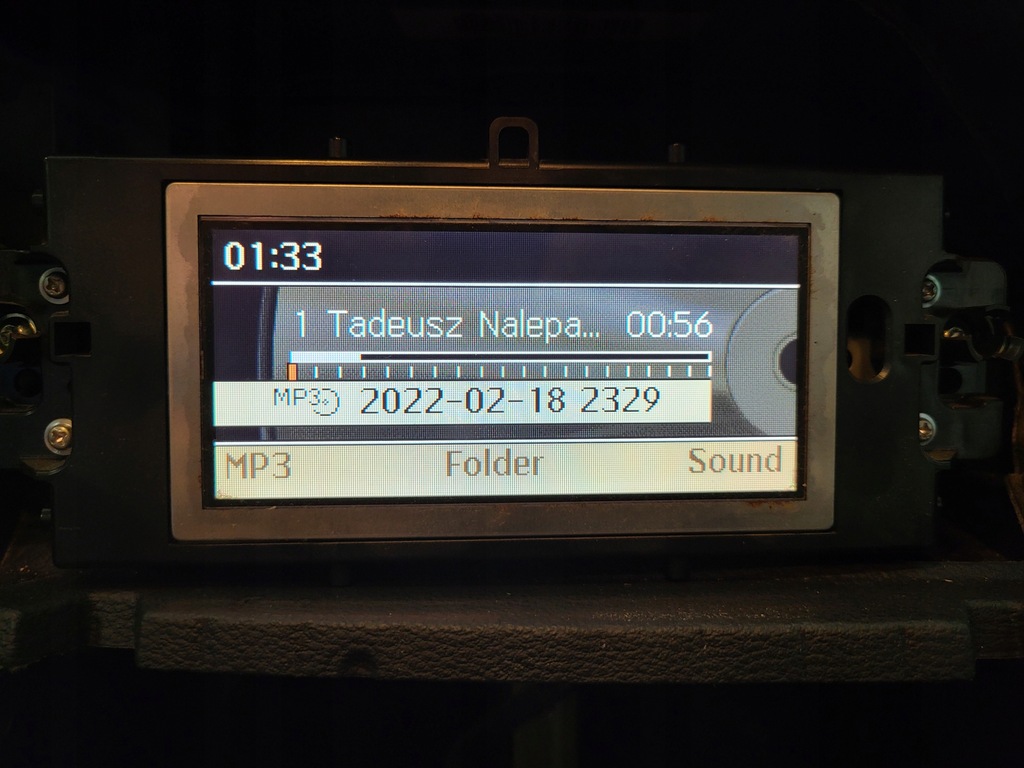 01:33
1 Tadeusz Nalepa... 00:56
MP3 2022-02-18 2329
MP3 Folder Sound